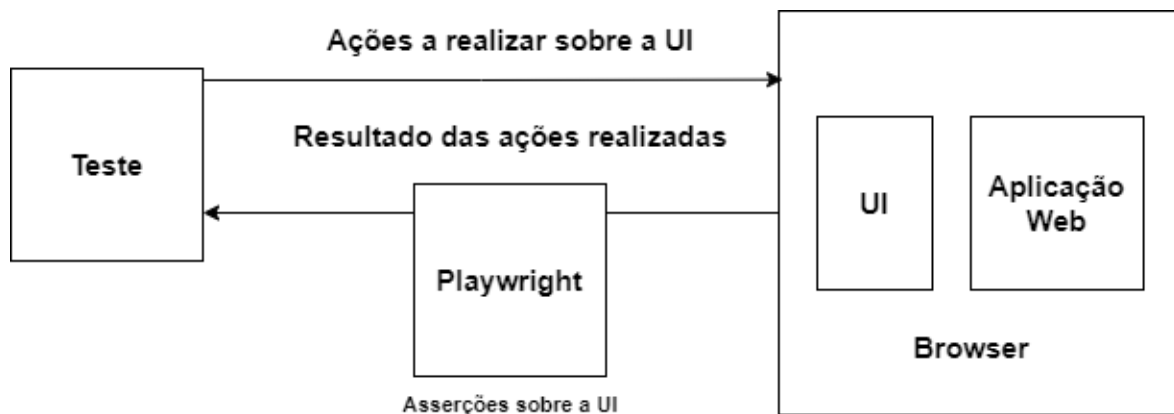 Ações a realizar sobre a UI
Teste
Resultado das ações realizadas
Playwright
Asserções sobre a UI
UI
Aplicação
Web
Browser